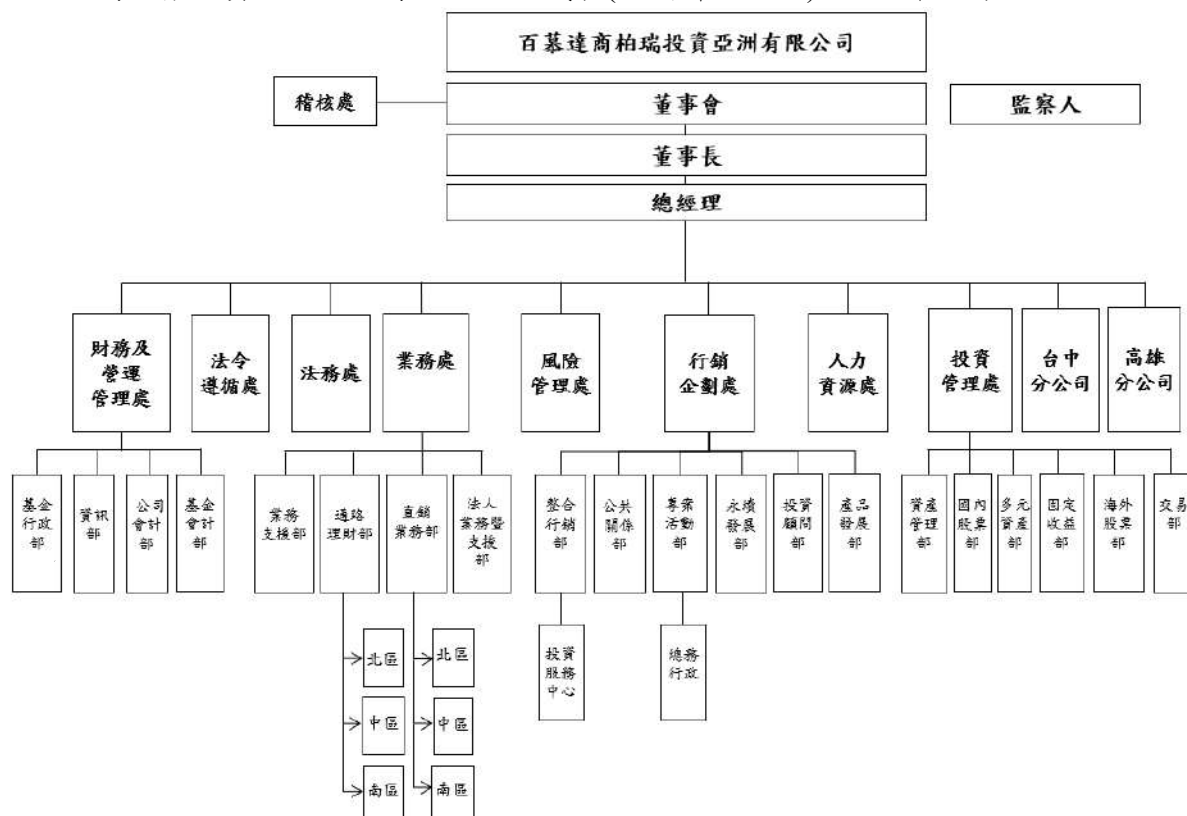 百慕達商柏瑞投資亞洲有限公司
稽核處
董事會
監察人
董事長
總經理
財務及
營運
管理處
法令
遵循處
法務處
業務處
風險
管理處
行銷
企劃處
人力
資源處
投資
管理處
台中
分公司
高雄
分公司
基金
行政
部
資訊
部
公司
會計
部
基金
會計
部
業務
支援部
通路
理財部
直銷
業務部
法人
業務暨
支援
部
整合
行銷
部
公共
關係
部
專案
活動
部
永續
發展
部
投資
顧問
部
產品
發展
部
資產
管理
部
國內
股票
部
多元
資產
部
固定
收益
部
海外
股票
部
交易
部
北區
北區
投資
服務
中心
總務
行政
中區
中區
南區
南區